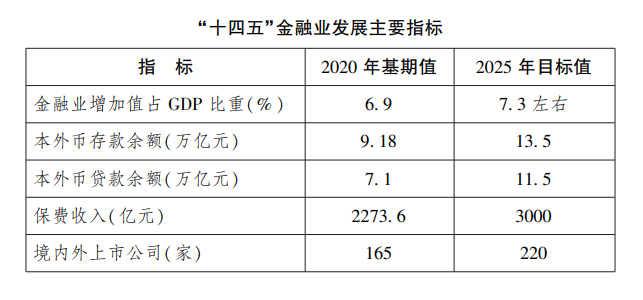 “十四五”金融业发展主要指标
指 标 2020 年基期值 2025 年目标值
金融业增加值占 GDP 比重(%) 6.9 7.3 左右
本外币存款余额(万亿元) 9.18 13.5
本外币贷款余额(万亿元) 7.1 11.5
保费收入(亿元) 2273.6 3000
境内外上市公司(家) 165 220